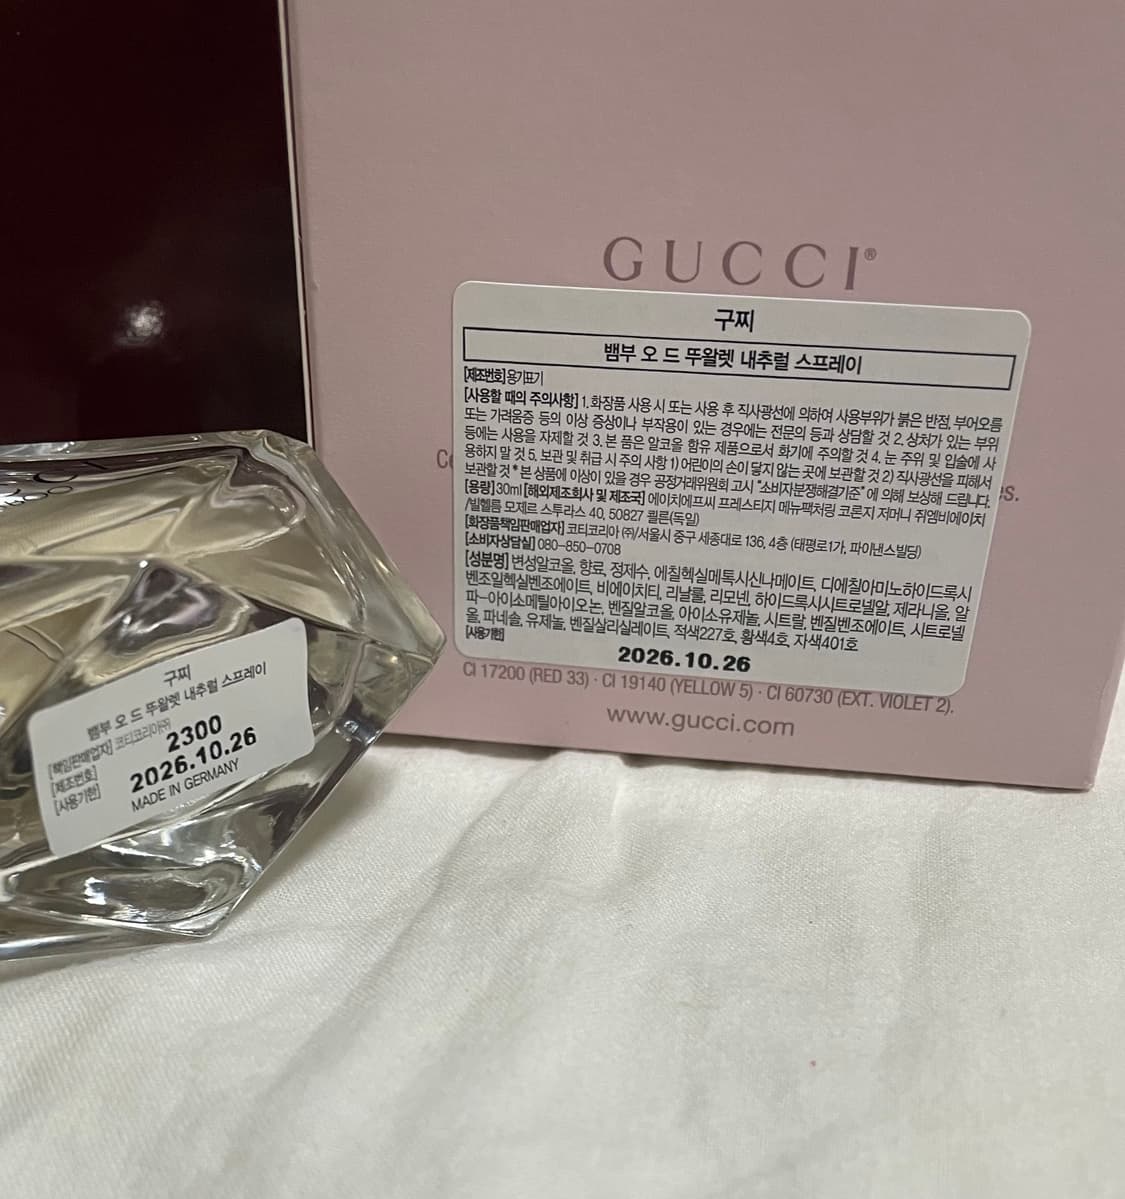 GUCCI®
구찌
뱀부 오 드 뚜왈렛 내추럴 스프레이
[제조번호]용기표기
[사용할 때의 주의사항] 1. 화장품 사용 시 또는 사용 후 직사광선에 의하여 사용부위가 붉은 반점, 부어오름
또는 가려움증 등의 이상 증상이나 부작용이 있는 경우에는 전문의 등과 상담할 것 2. 상처가 있는 부위
등에는 사용을 자제할 것 3. 본 품은 알코올 함유 제품으로서 화기에 주의할 것 4. 눈 주위 및 입술에 사
용하지 말 것 5. 보관 및 취급 시 주의 사항 1) 어린이의 손이 닿지 않는 곳에 보관할 것 2) 직사광선을 피해서
보관할 것 * 본 상품에 이상이 있을 경우 공정거래위원회 고시 "소비자분쟁해결기준" 에 의해 보상해 드립니다.
[용량]30ml [해외제조회사 및 제조국] 에이치에프씨 프레스티지 메뉴팩처링 코론지 저머니 쥐엠비에이치
/빌헬름 모제르 스투라스 40, 50827 쾰른(독일)
[화장품책임판매업자] 코티코리아 ㈜/서울시 중구 세종대로 136, 4층 (태평로1가, 파이낸스빌딩)
[소비자상담실] 080-850-0708
[성분명] 변성알코올, 향료, 정제수, 에칠헥실메톡시신나메이트, 디에칠아미노하이드록시
벤조일헥실벤조에이트, 비에이치티, 리날룰, 리모넨, 하이드록시시트로넬알, 제라니올, 알
파-아이소메틸아이오논, 벤질알코올, 아이소유제놀, 시트랄, 벤질벤조에이트, 시트로넬
올, 파네솔, 유제놀, 벤질살리실레이트, 적색227호, 황색4호, 자색401호
[사용기한]
2026.10.26
CI 17200 (RED 33) · CI 19140 (YELLOW 5) · CI 60730 (EXT. VIOLET 2).
www.gucci.com
구찌
뱀부 오 드 뚜왈렛 내추럴 스프레이
[책임판매업자] 코티코리아㈜
[제조번호] 2300
[사용기한] 2026.10.26
MADE IN GERMANY